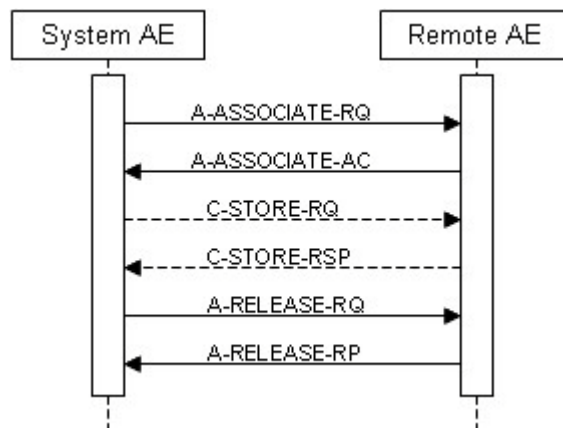 System AE
Remote AE
A-ASSOCIATE-RQ
A-ASSOCIATE-AC
C-STORE-RQ
C-STORE-RSP
A-RELEASE-RQ
A-RELEASE-RP